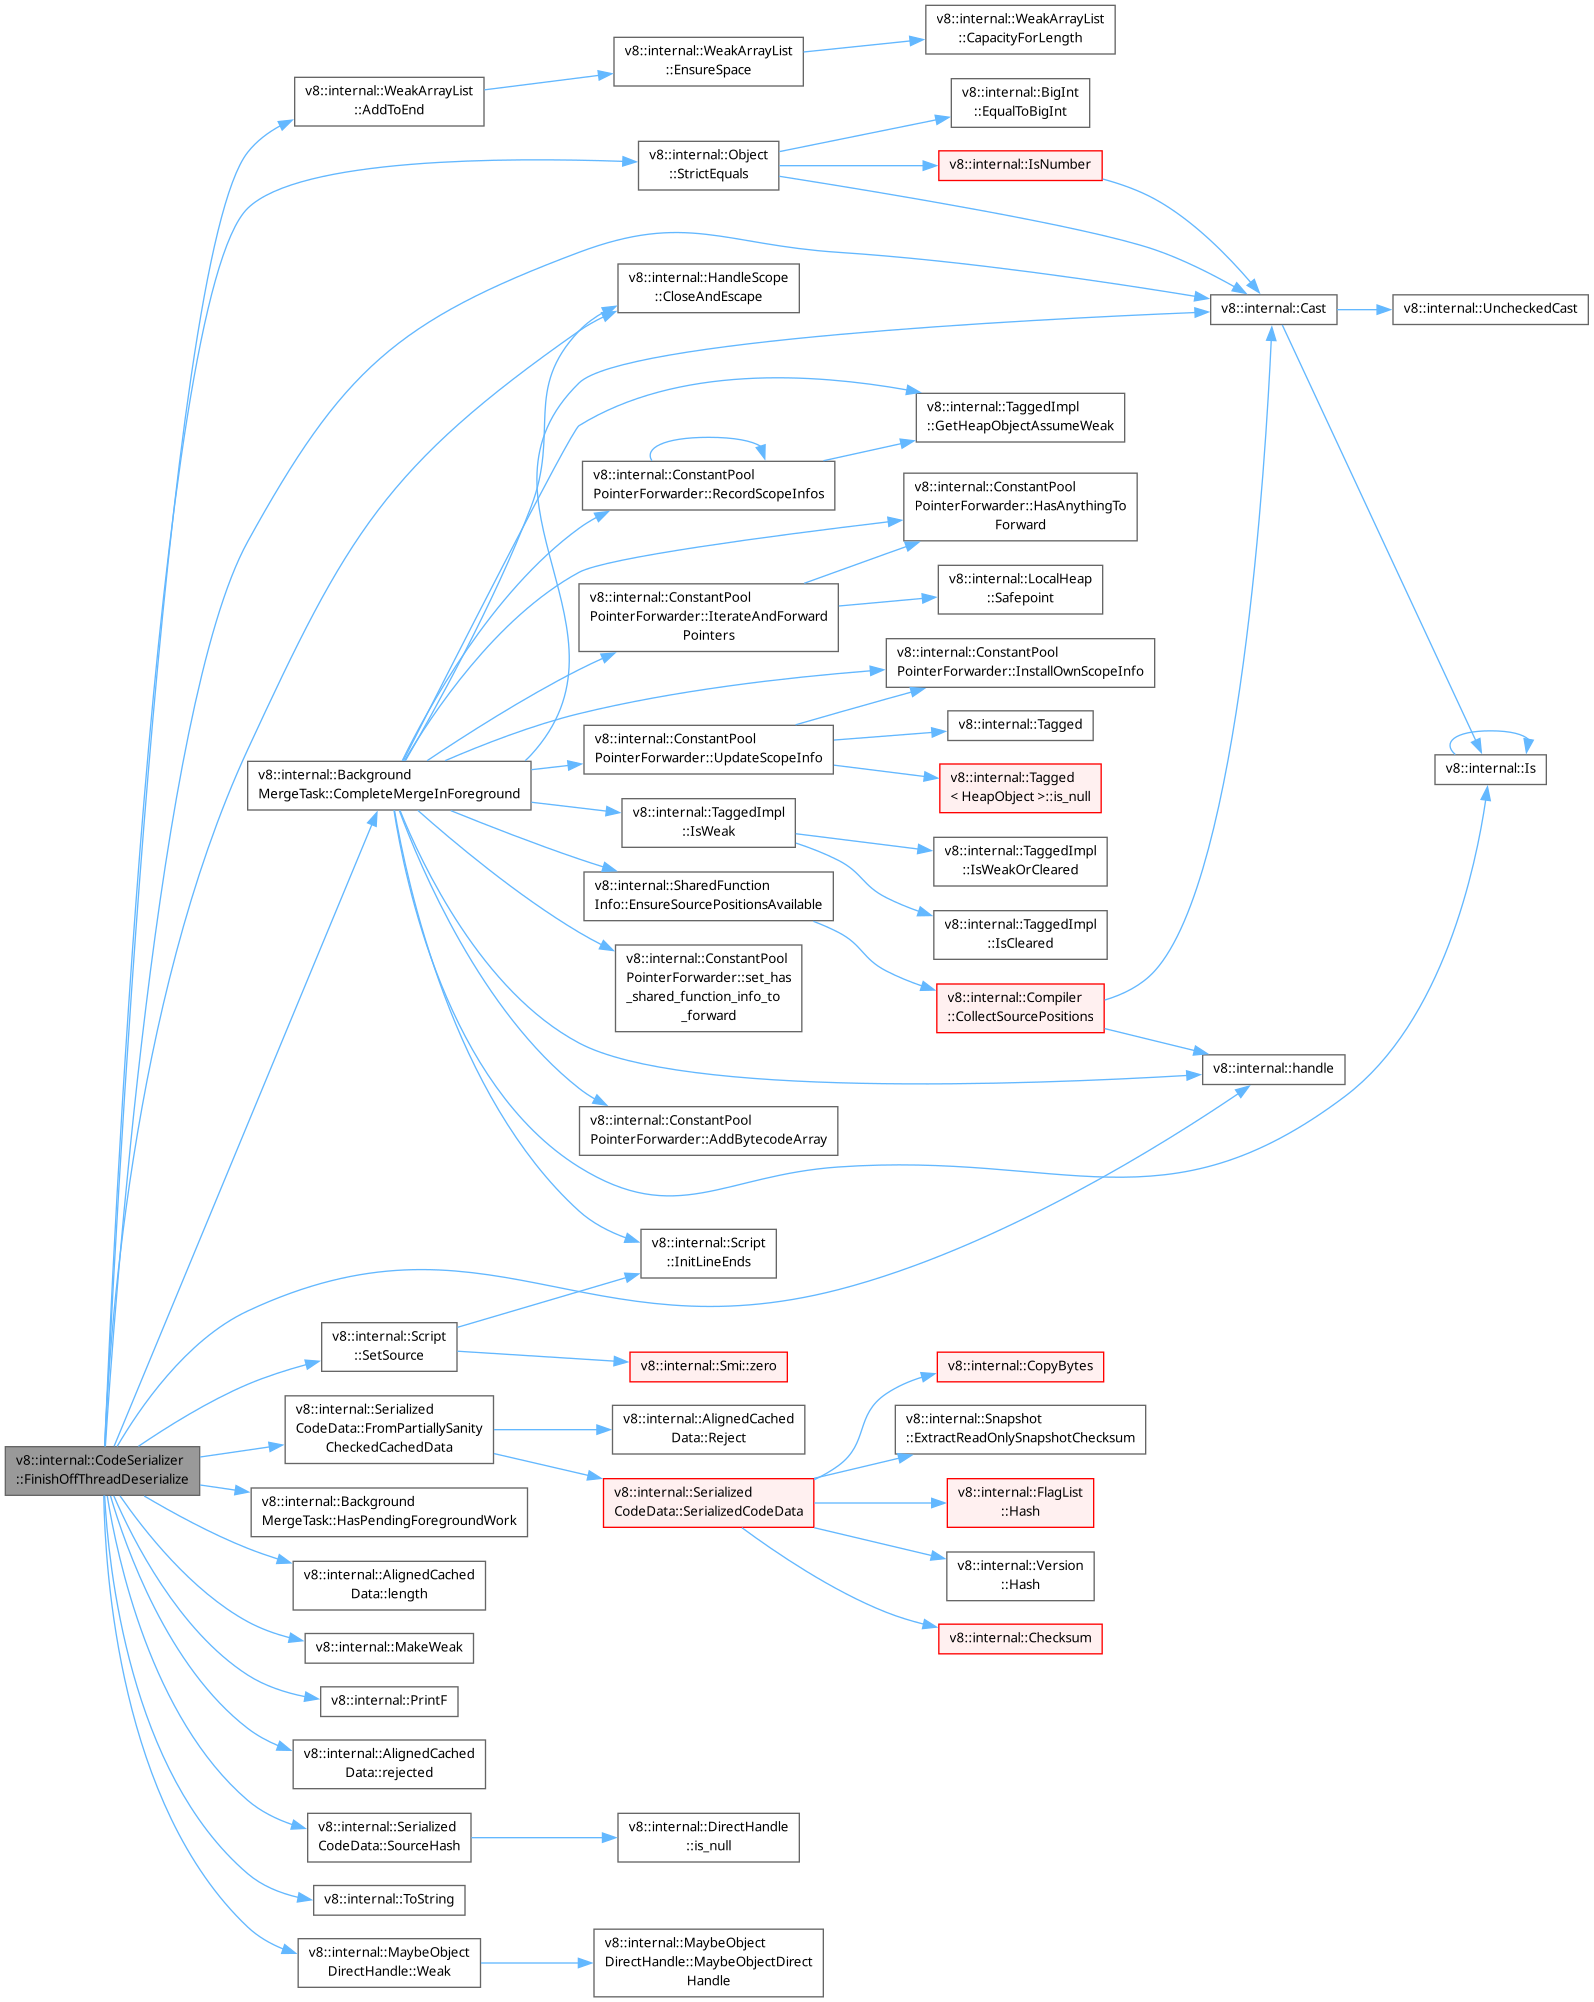 v8::internal::WeakArrayList
::CapacityForLength
v8::internal::WeakArrayList
::EnsureSpace
v8::internal::WeakArrayList
::AddToEnd
v8::internal::BigInt
::EqualToBigInt
v8::internal::Object
::StrictEquals
v8::internal::IsNumber
v8::internal::HandleScope
::CloseAndEscape
v8::internal::Cast
v8::internal::UncheckedCast
v8::internal::TaggedImpl
::GetHeapObjectAssumeWeak
v8::internal::ConstantPool
PointerForwarder::RecordScopeInfos
v8::internal::ConstantPool
PointerForwarder::HasAnythingTo
Forward
v8::internal::LocalHeap
::Safepoint
v8::internal::ConstantPool
PointerForwarder::IterateAndForward
Pointers
v8::internal::ConstantPool
PointerForwarder::InstallOwnScopeInfo
v8::internal::Tagged
v8::internal::ConstantPool
PointerForwarder::UpdateScopeInfo
v8::internal::Is
v8::internal::Background
MergeTask::CompleteMergeInForeground
v8::internal::Tagged
< HeapObject >::is_null
v8::internal::TaggedImpl
::IsWeak
v8::internal::TaggedImpl
::IsWeakOrCleared
v8::internal::SharedFunction
Info::EnsureSourcePositionsAvailable
v8::internal::TaggedImpl
::IsCleared
v8::internal::ConstantPool
PointerForwarder::set_has
_shared_function_info_to
_forward
v8::internal::Compiler
::CollectSourcePositions
v8::internal::handle
v8::internal::ConstantPool
PointerForwarder::AddBytecodeArray
v8::internal::Script
::InitLineEnds
v8::internal::Script
::SetSource
v8::internal::Smi::zero
v8::internal::CopyBytes
v8::internal::Serialized
CodeData::FromPartiallySanity
CheckedCachedData
v8::internal::AlignedCached
Data::Reject
v8::internal::Snapshot
::ExtractReadOnlySnapshotChecksum
v8::internal::CodeSerializer
::FinishOffThreadDeserialize
v8::internal::Serialized
CodeData::SerializedCodeData
v8::internal::FlagList
::Hash
v8::internal::Background
MergeTask::HasPendingForegroundWork
v8::internal::Version
::Hash
v8::internal::AlignedCached
Data::length
v8::internal::Checksum
v8::internal::MakeWeak
v8::internal::PrintF
v8::internal::AlignedCached
Data::rejected
v8::internal::Serialized
CodeData::SourceHash
v8::internal::DirectHandle
::is_null
v8::internal::ToString
v8::internal::MaybeObject
DirectHandle::Weak
v8::internal::MaybeObject
DirectHandle::MaybeObjectDirect
Handle